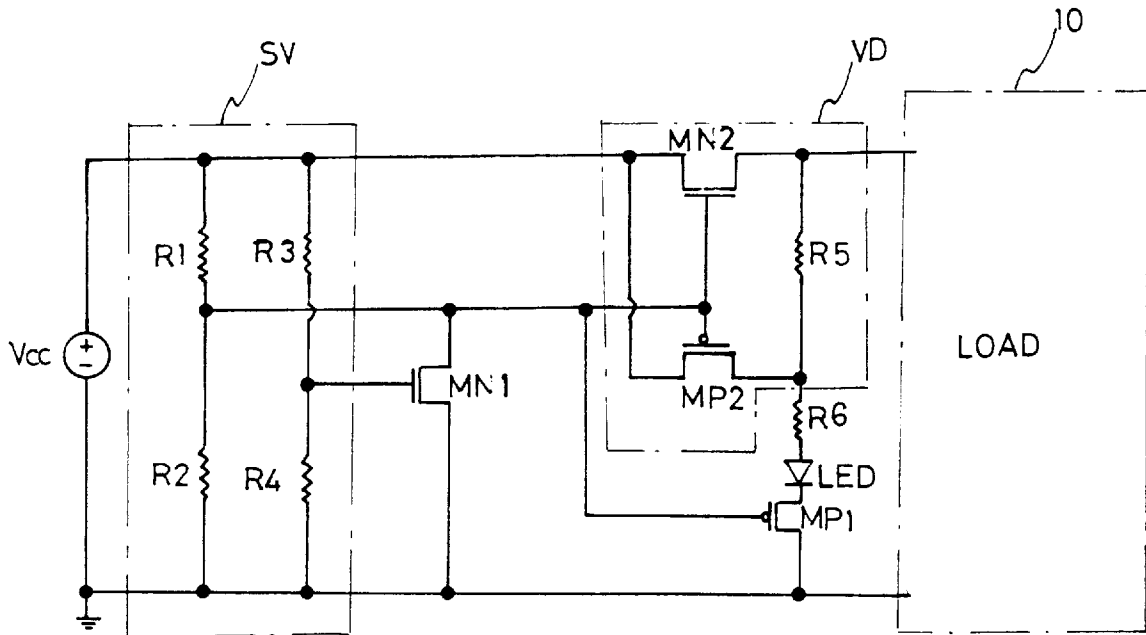 10
SV
VD
MN2
R1
R3
R5
Vcc
+
-
MN1
MP2
LOAD
R6
R2
R4
LED
MP1